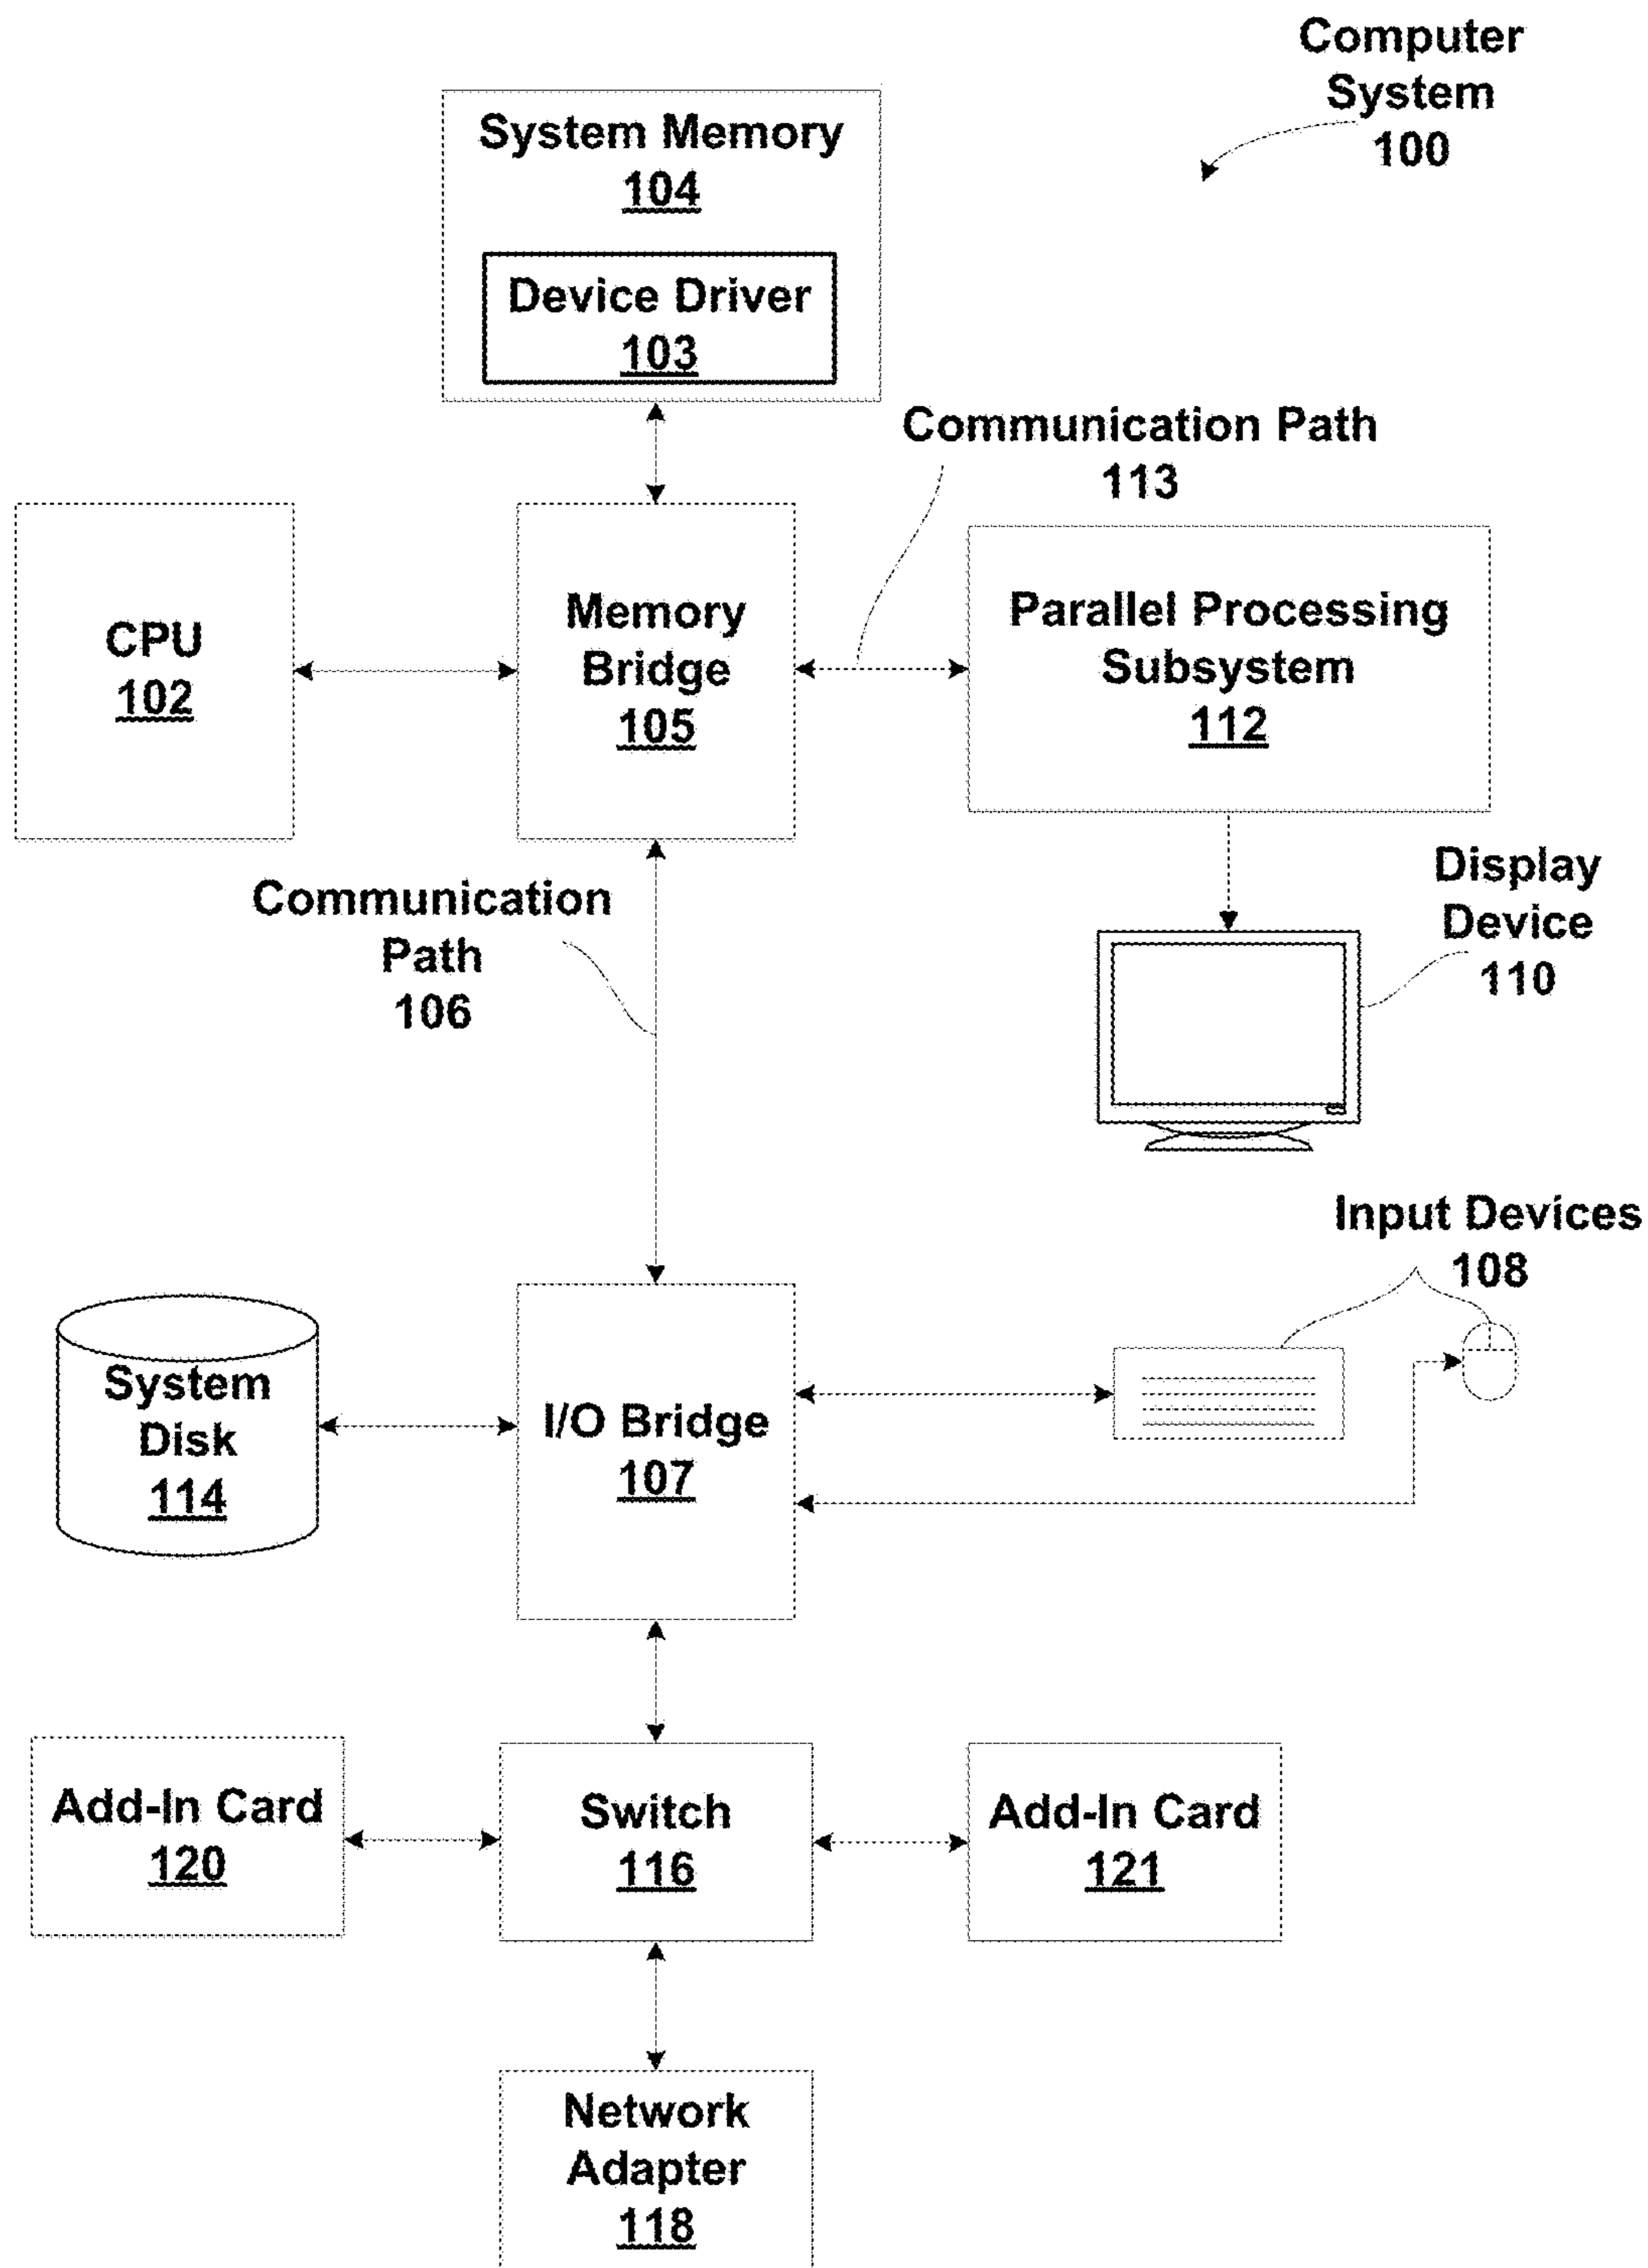 Computer
System
100
System Memory
104
Device Driver
103
Communication Path
113
CPU
102
Memory
Bridge
105
Parallel Processing
Subsystem
112
Communication
Path
106
Display
Device
110
Input Devices
108
System
Disk
114
I/O Bridge
107
Add-In Card
120
Switch
116
Add-In Card
121
Network
Adapter
118